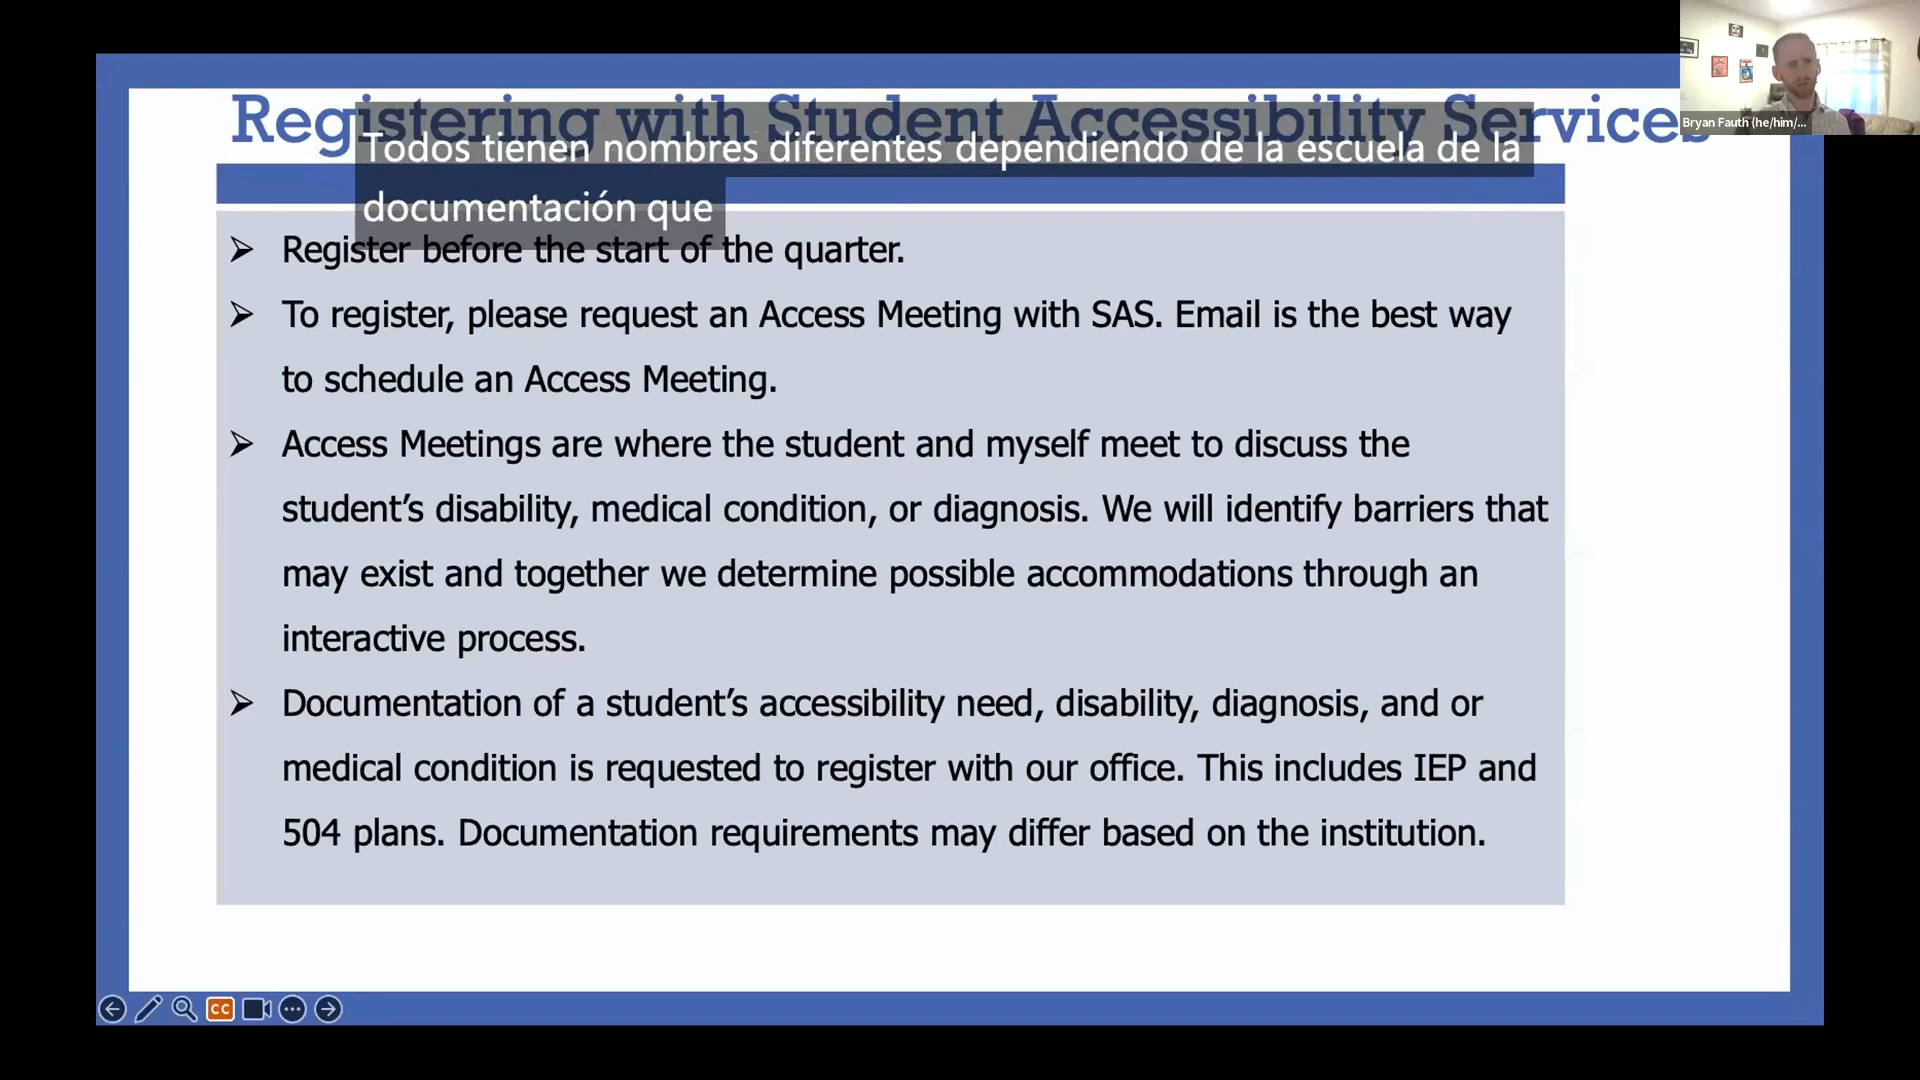 Registering with Student Accessibility Services
Todos tienen nombres diferentes dependiendo de la escuela de la
documentación que
➢ Register before the start of the quarter.
➢ To register, please request an Access Meeting with SAS. Email is the best way
to schedule an Access Meeting.
➢ Access Meetings are where the student and myself meet to discuss the
student’s disability, medical condition, or diagnosis. We will identify barriers that
may exist and together we determine possible accommodations through an
interactive process.
➢ Documentation of a student’s accessibility need, disability, diagnosis, and or
medical condition is requested to register with our office. This includes IEP and
504 plans. Documentation requirements may differ based on the institution.
Bryan Fauth (he/him/...
CC